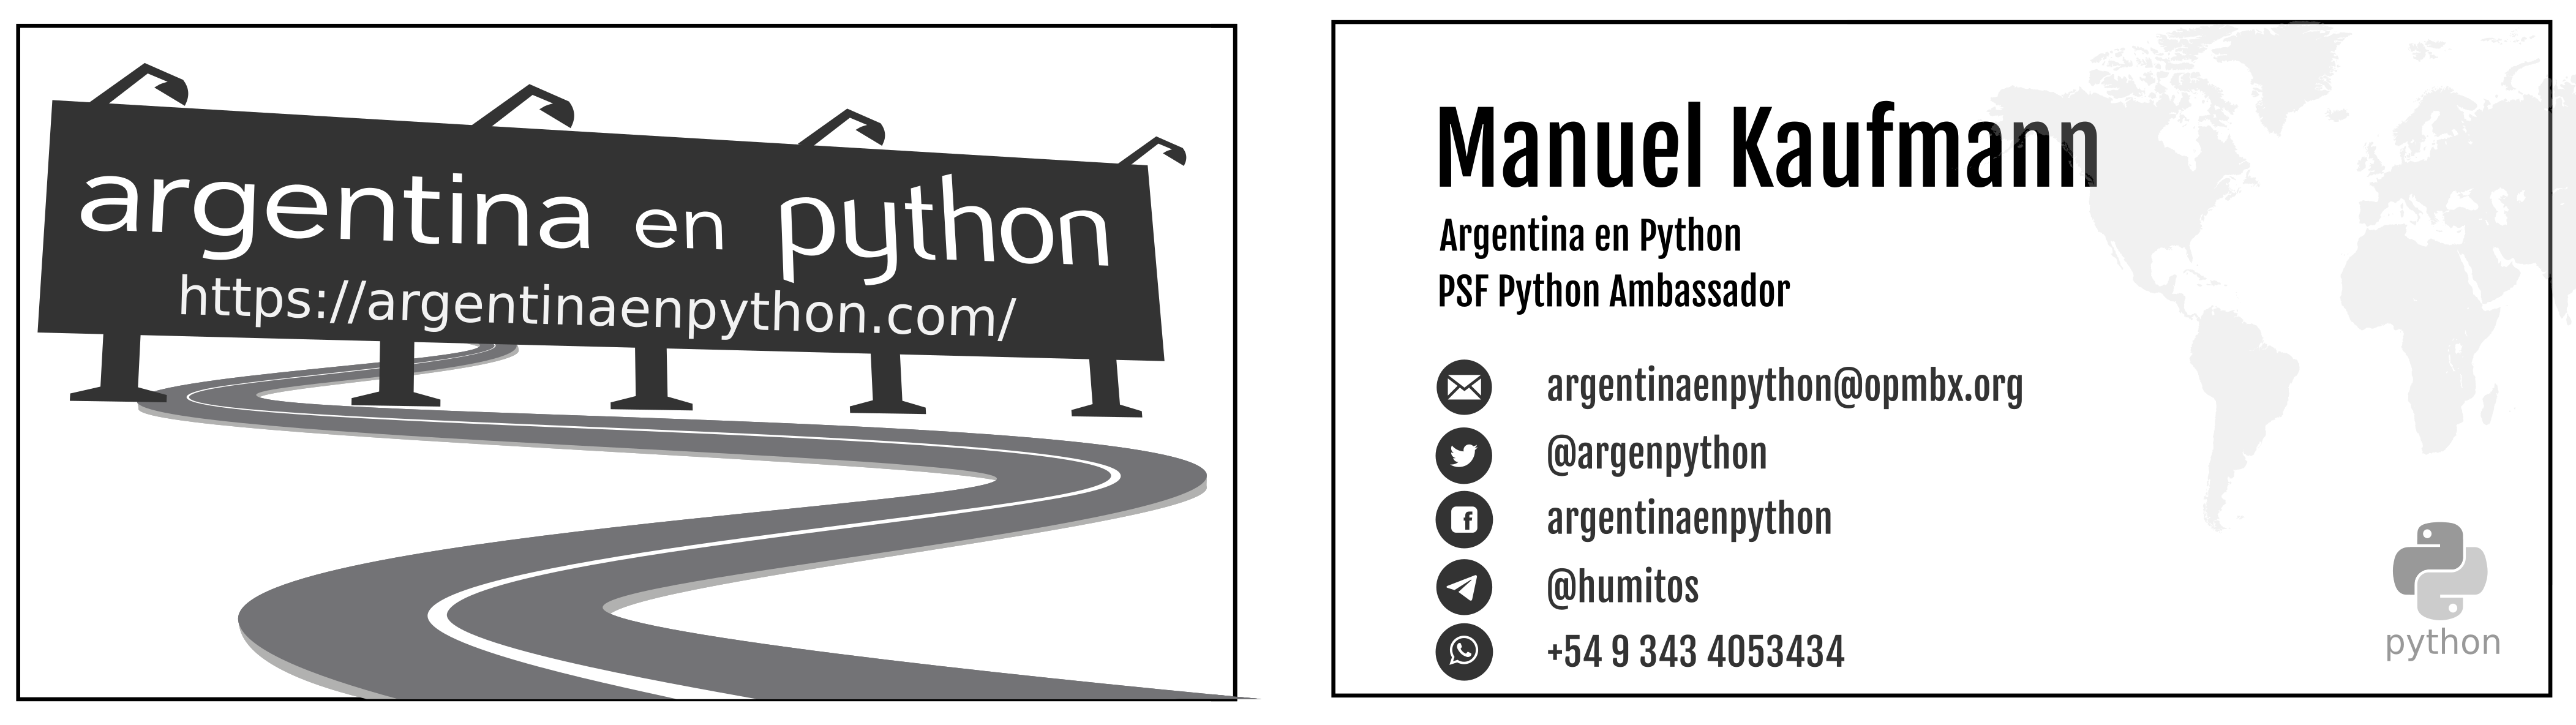 argentina en python
https://argentinaenpython.com/
Manuel Kaufmann
Argentina en Python
PSF Python Ambassador
argentinaenpython@opmbx.org
@argenpython
argentinaenpython
@humitos
+54 9 343 4053434
python